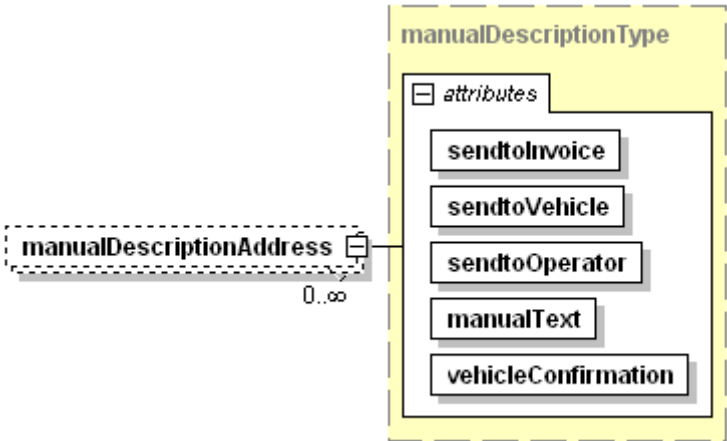 manualDescriptionType
attributes
sendtoInvoice
sendtoVehicle
manualDescriptionAddress
sendtoOperator
0..∞
manualText
vehicleConfirmation